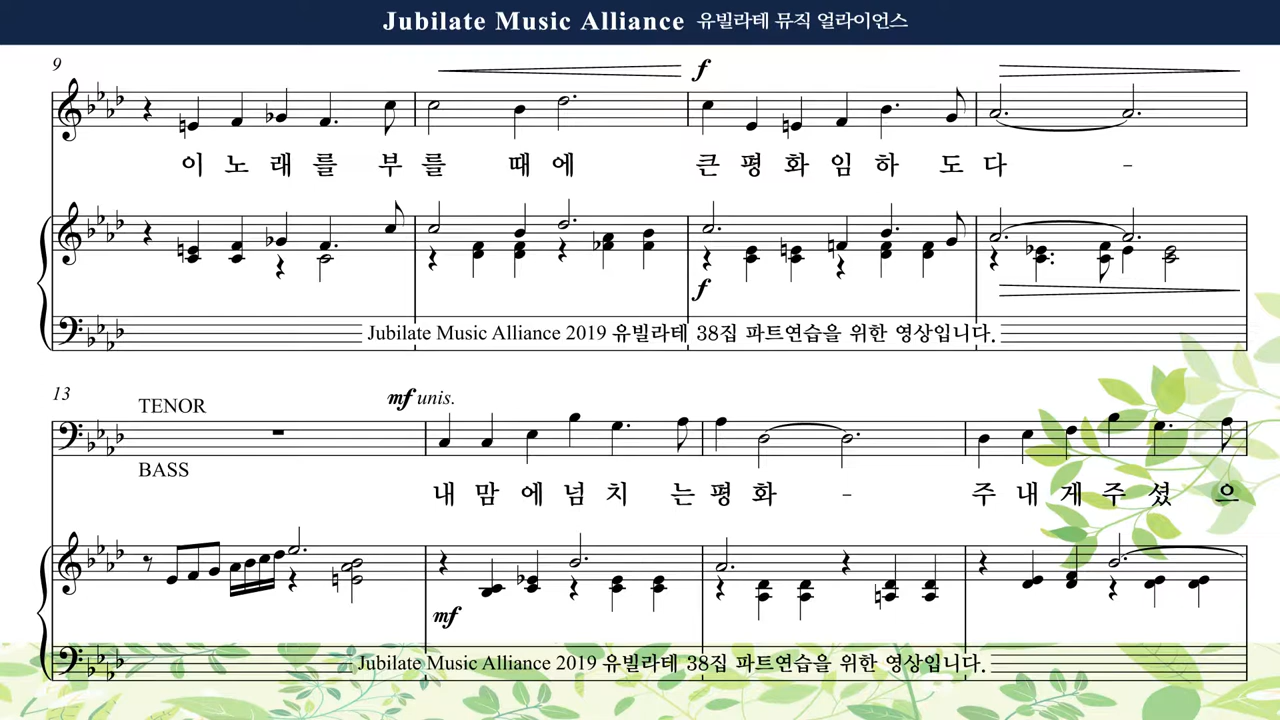 Jubilate Music Alliance 유빌라테 뮤직 얼라이언스
9
f
이 노 래 를 부 를 때 에 큰 평 화 임 하 도 다 -
f
Jubilate Music Alliance 2019 유빌라테 38집 파트연습을 위한 영상입니다.
13
TENOR
mf unis.
BASS
내 맘 에 넘 치 는 평 화 - 주 내 게 주 셨 으
mf
Jubilate Music Alliance 2019 유빌라테 38집 파트연습을 위한 영상입니다.